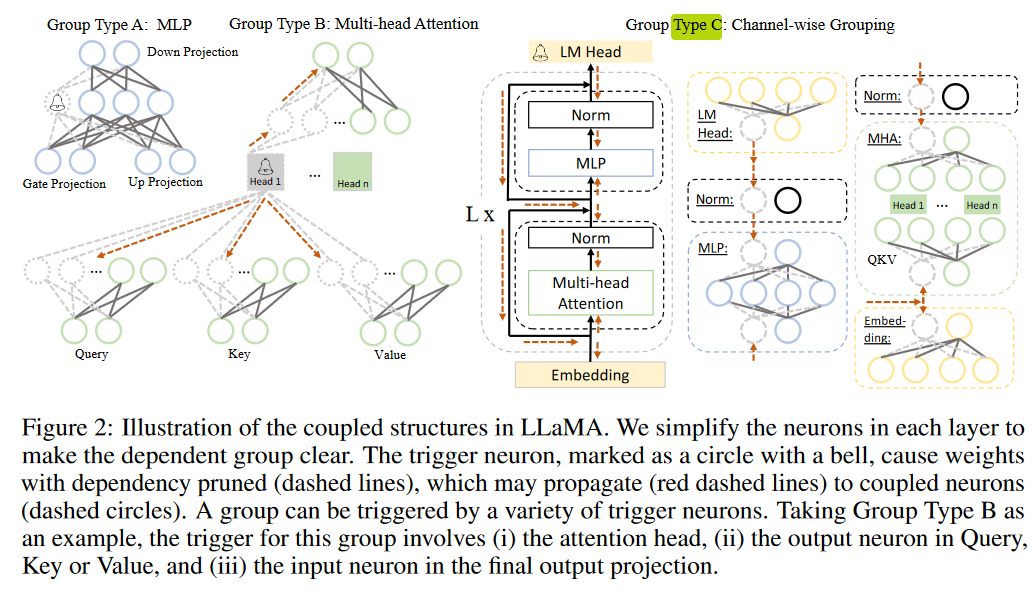 Group Type A: MLP
Group Type B: Multi-head Attention
Group Type C: Channel-wise Grouping
Down Projection
Gate Projection
Up Projection
...
Head 1
...
Head n
...
...
...
Query
Key
Value
LM Head
Norm
MLP
L x
Norm
Multi-head
Attention
Embedding
LM
Head:
Norm:
MLP:
Norm:
MHA:
Head 1
...
Head n
QKV
Embed-
ding:
Figure 2: Illustration of the coupled structures in LLaMA. We simplify the neurons in each layer to
make the dependent group clear. The trigger neuron, marked as a circle with a bell, cause weights
with dependency pruned (dashed lines), which may propagate (red dashed lines) to coupled neurons
(dashed circles). A group can be triggered by a variety of trigger neurons. Taking Group Type B as
an example, the trigger for this group involves (i) the attention head, (ii) the output neuron in Query,
Key or Value, and (iii) the input neuron in the final output projection.